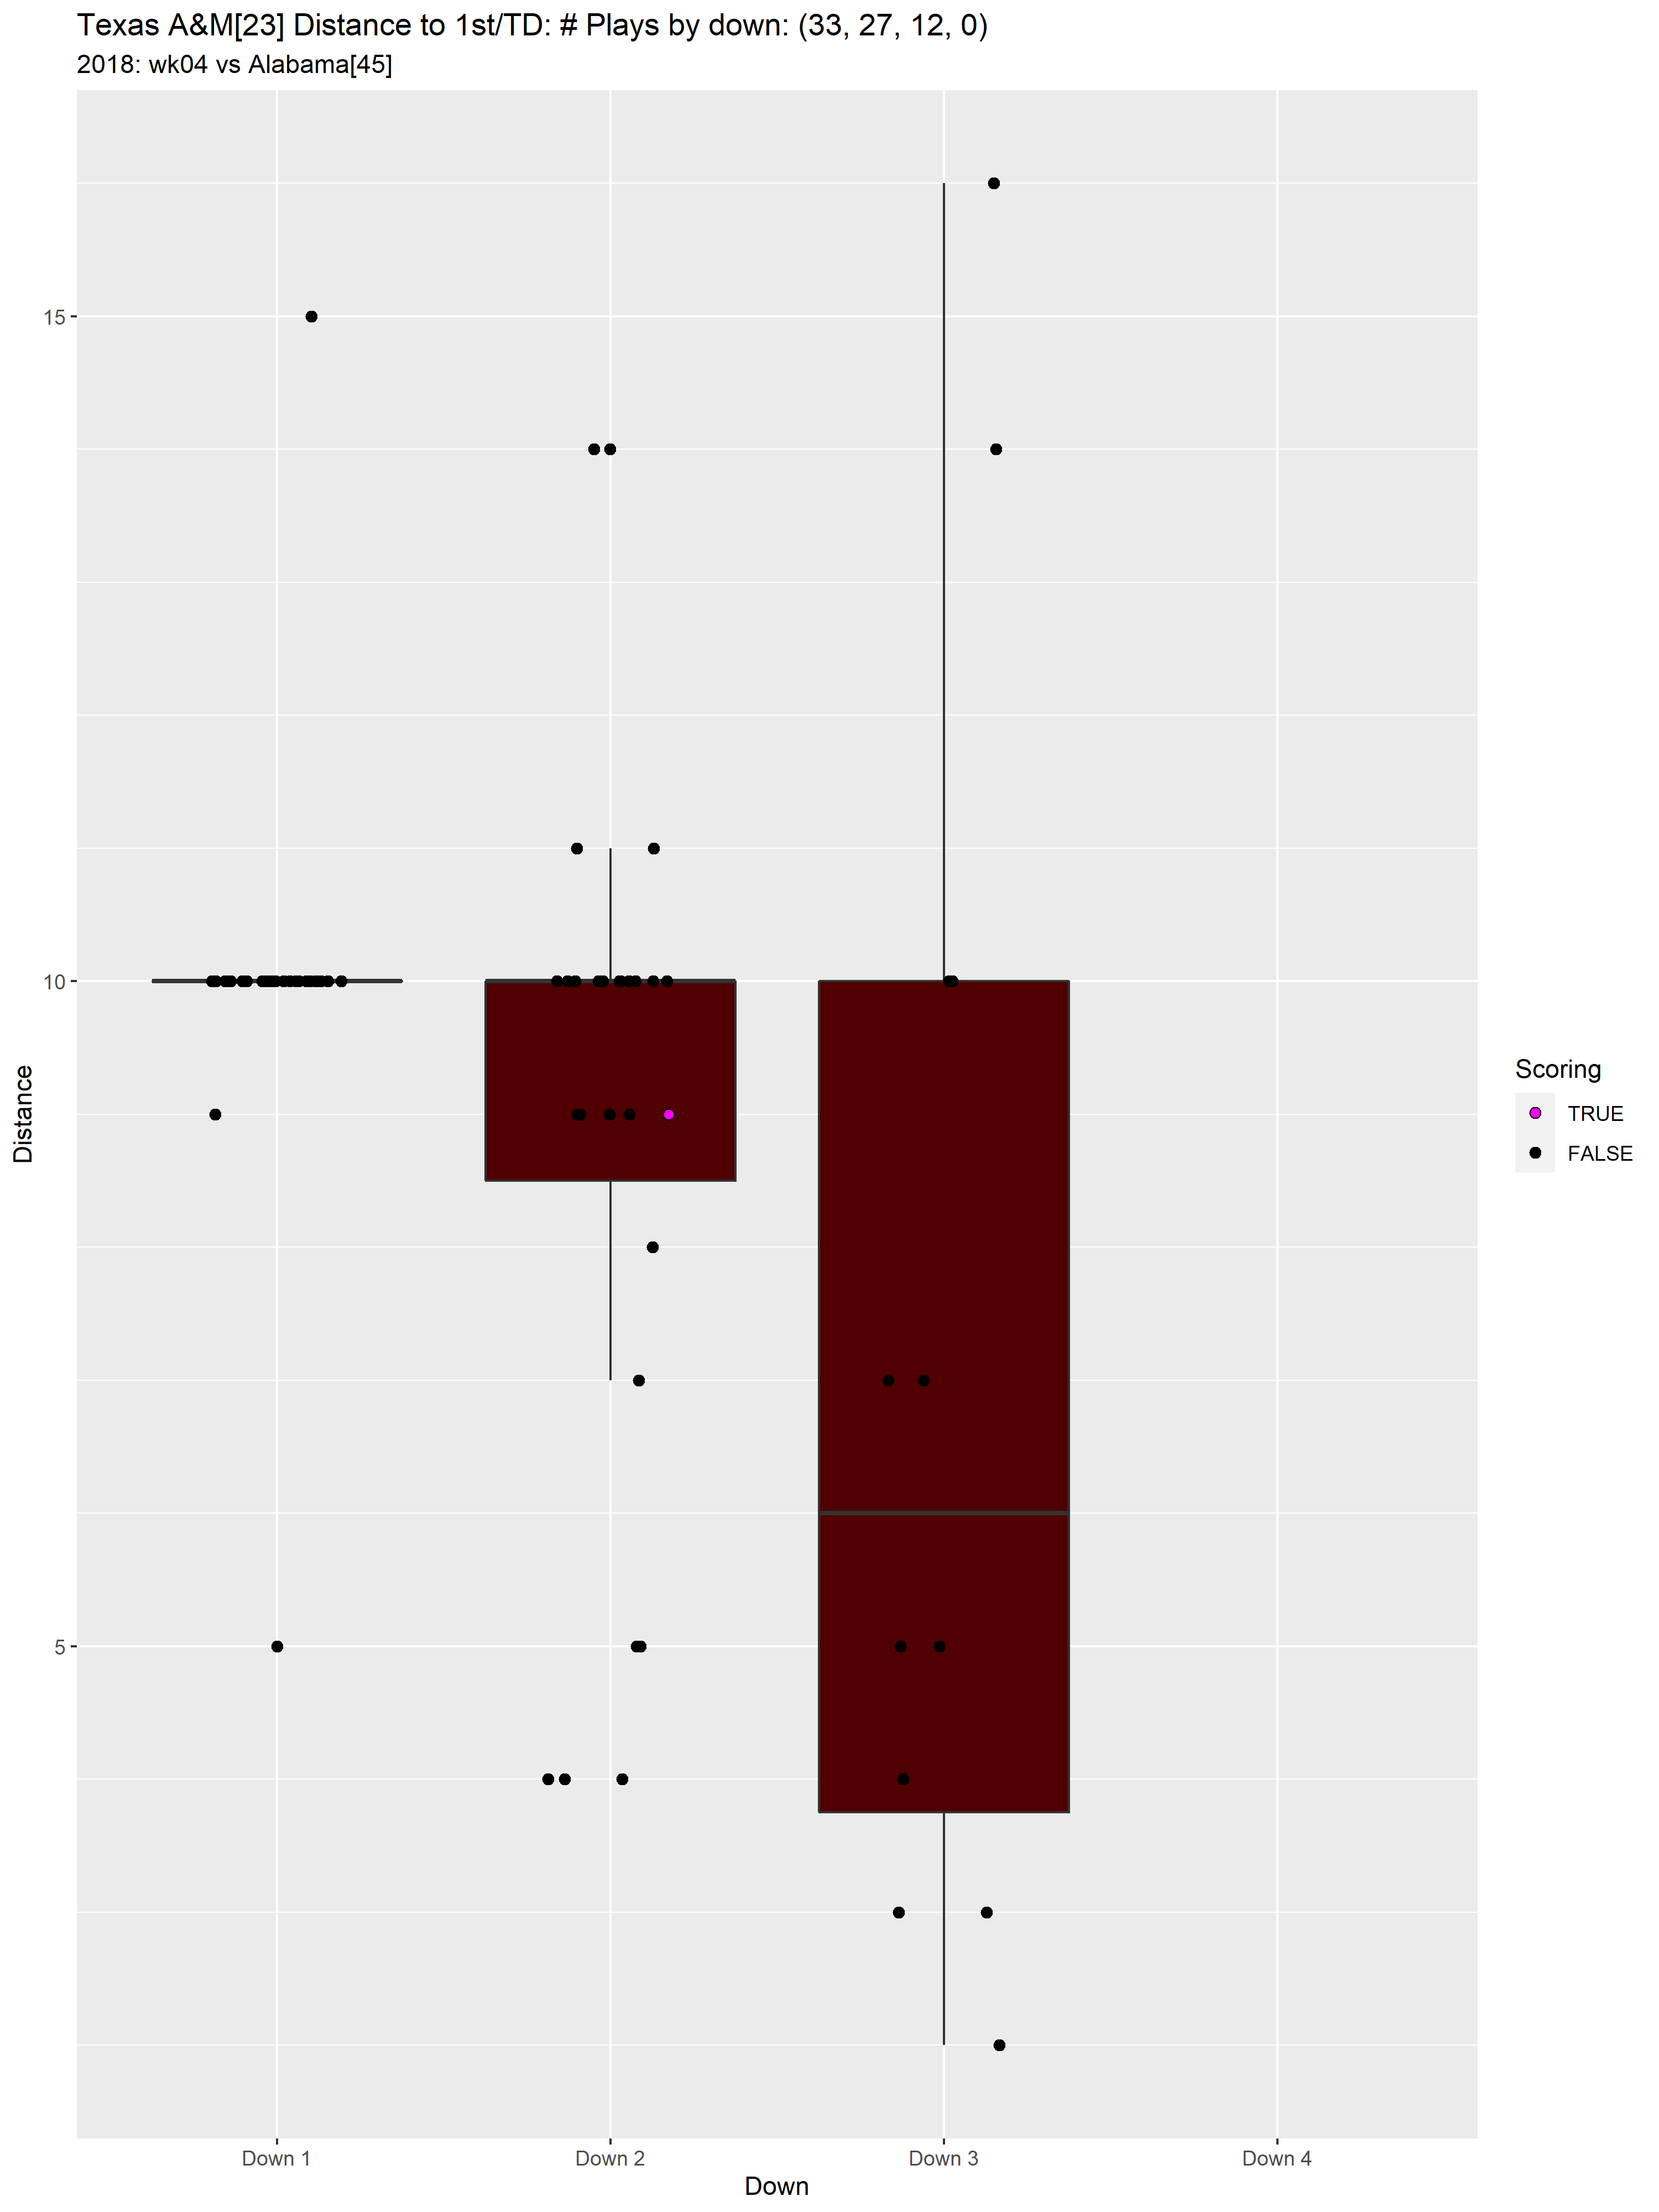 Texas A&M[23] Distance to 1st/TD: # Plays by down: (33, 27, 12, 0)
2018: wk04 vs Alabama[45]
15
10
5
Distance
Down 1
Down 2
Down 3
Down 4
Down
Scoring
TRUE
FALSE